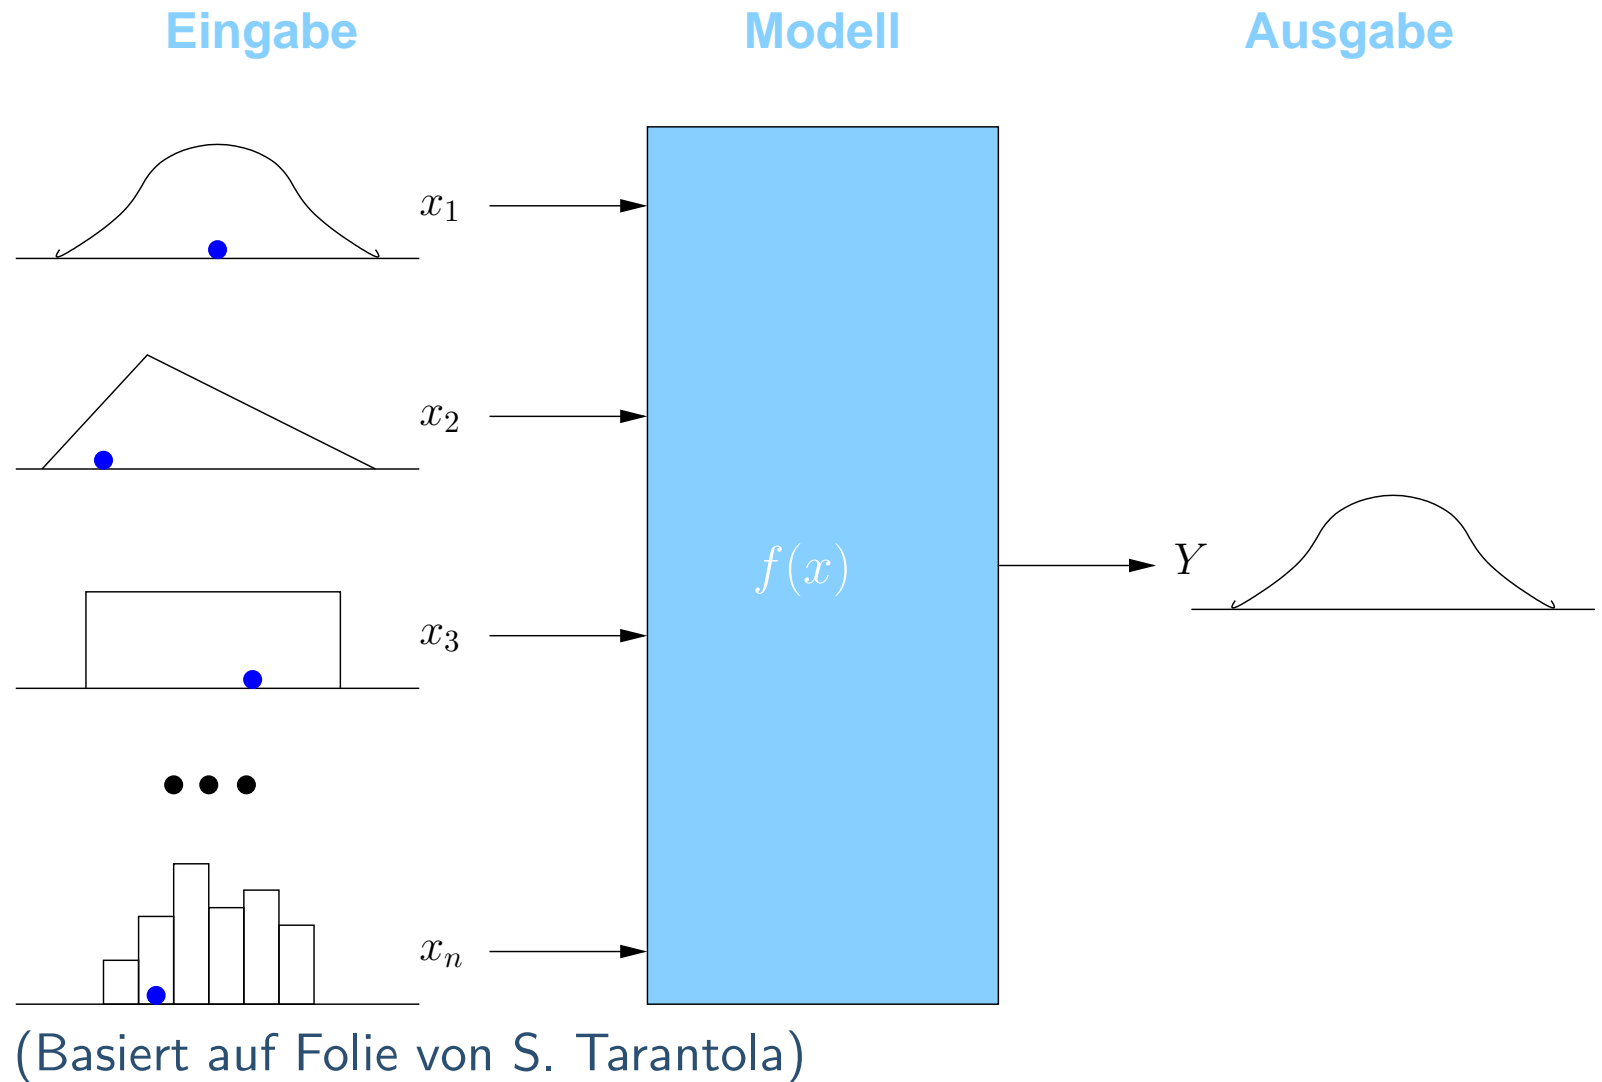 Eingabe Modell Ausgabe
x₁
x₂
f(x)
Y
x₃
xₙ
(Basiert auf Folie von S. Tarantola)